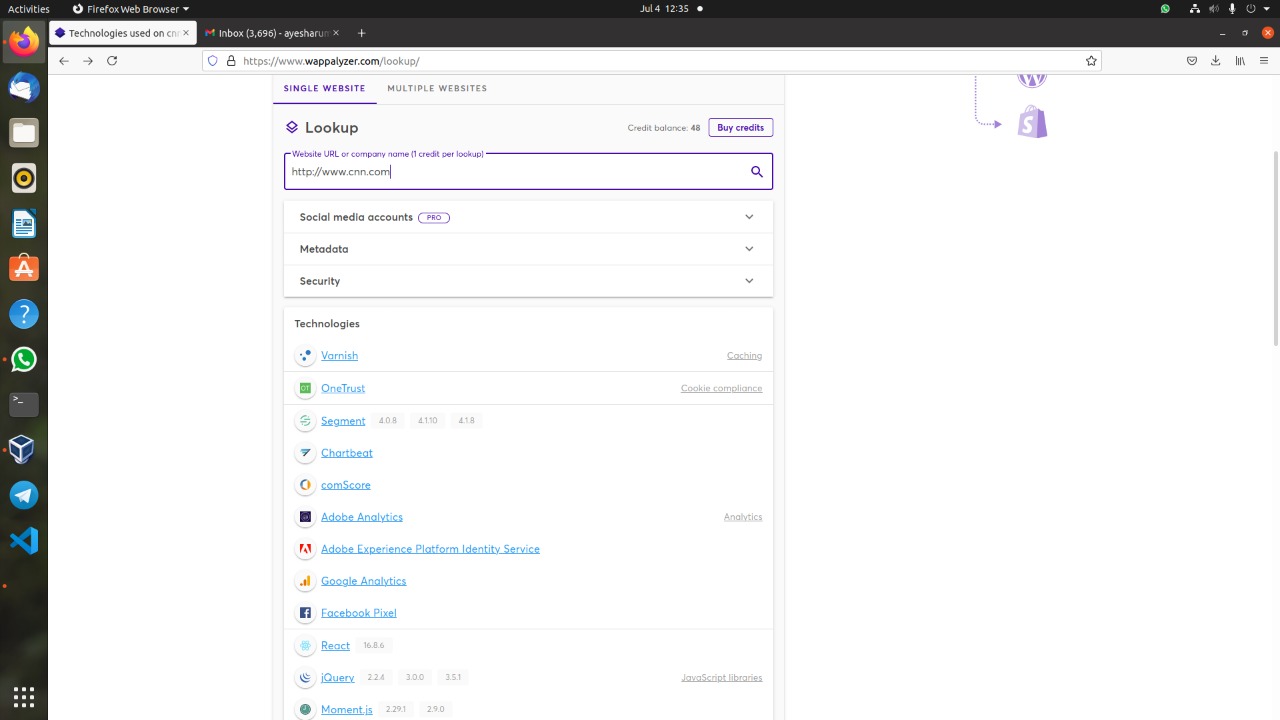 Activities
Firefox Web Browser
Jul 4 12:35
Technologies used on cnn
Inbox (3,696) - ayesharum
https://www.wappalyzer.com/lookup/
SINGLE WEBSITE
MULTIPLE WEBSITES
Lookup
Credit balance: 48
Buy credits
Website URL or company name (1 credit per lookup)
http://www.cnn.com
Social media accounts PRO
Metadata
Security
Technologies
Varnish
Caching
OneTrust
Cookie compliance
Segment 4.0.8 4.1.10 4.1.8
Chartbeat
comScore
Adobe Analytics
Analytics
Adobe Experience Platform Identity Service
Google Analytics
Facebook Pixel
React 16.8.6
jQuery 2.2.4 3.0.0 3.5.1
JavaScript libraries
Moment.js 2.29.1 2.9.0